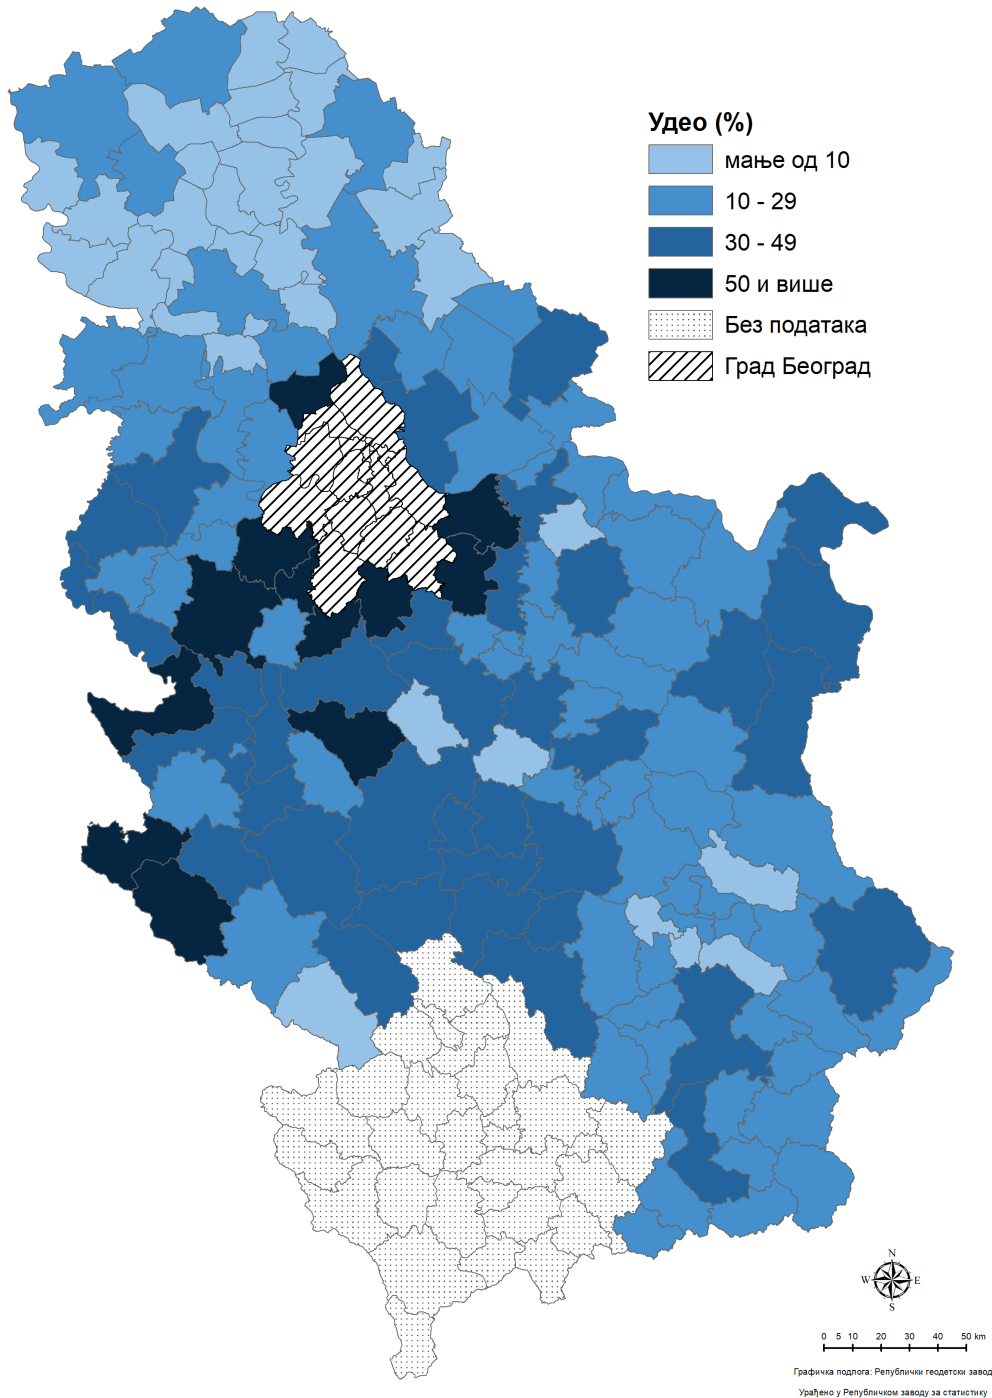 Удео (%)
мање од 10
10 - 29
30 - 49
50 и више
Без података
Град Београд
N
W E
S
0 5 10 20 30 40 50 km
Графичка подлога: Републички геодетски завод
Урађено у Републичком заводу за статистику